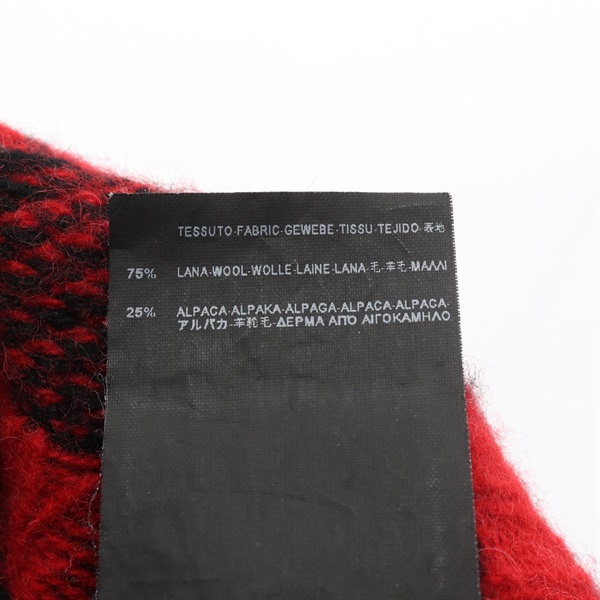 TESSUTO-FABRIC-GEWEBE-TISSU-TEJIDO-表地
75% LANA-WOOL-WOLLE-LAINE-LANA-毛-羊毛-ΜΑΛΛΙ
25% ALPACA-ALPAKA-ALPAGA-ALPACA-ALPACA-
アルパカ-羊驼毛-ΔΕΡΜΑ ΑΠΟ ΑΙΓΟΚΑΜΗΛΟ